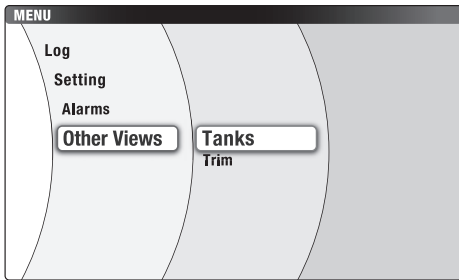 MENU
Log
Setting
Alarms
Other Views
Tanks
Trim